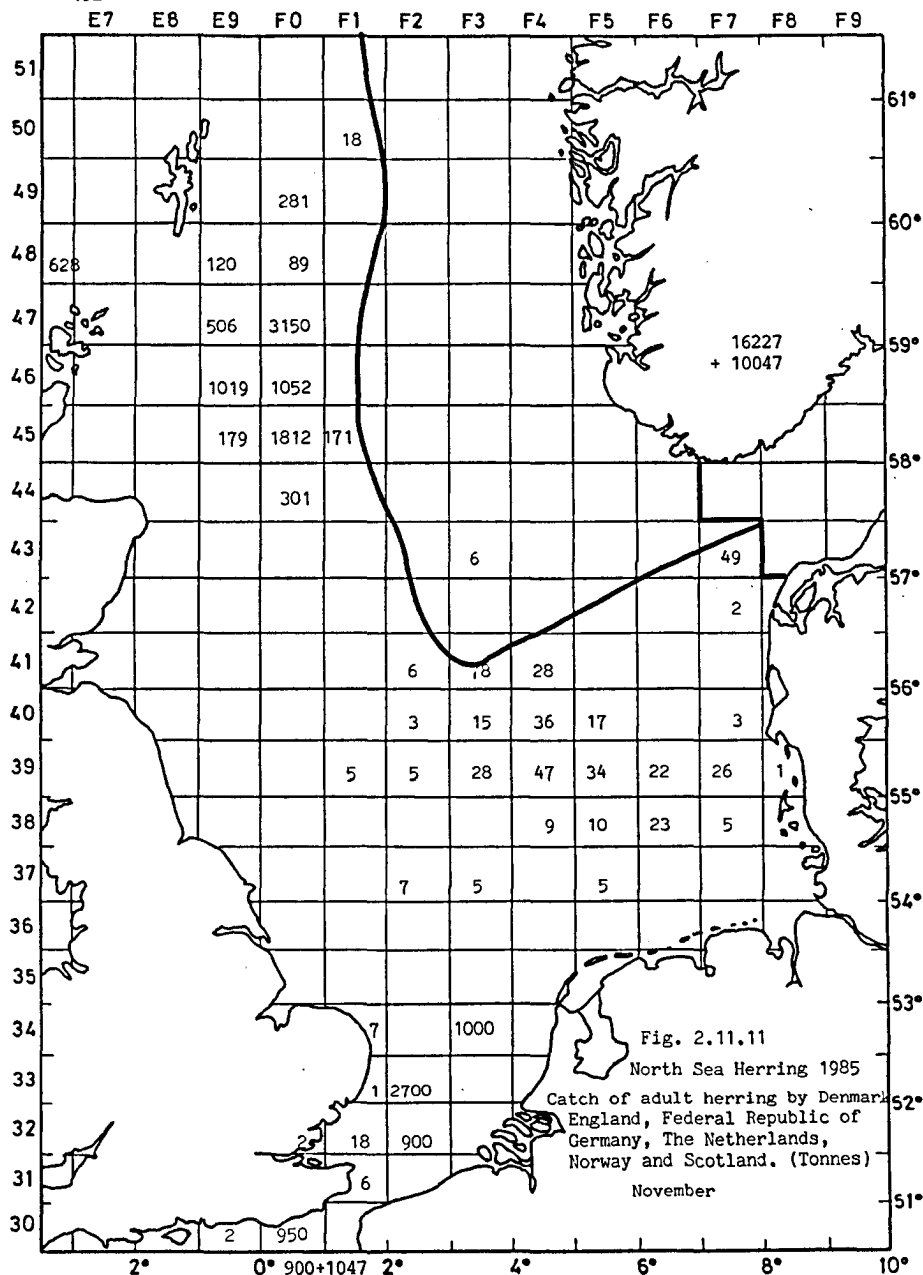 E7 E8 E9 F0 F1 F2 F3 F4 F5 F6 F7 F8 F9
51
61°
50 18
49 281
60°
48 628 120 89
47 506 3150
16227
59°
+ 10047
46 1019 1052
45 179 1812 171
58°
44 301
43 6 49
57°
42 2
41 6 28
56°
40 3 15 36 17 3
39 5 5 28 47 34 22 26 1
55°
38 9 10 23 5
37 7 5 5
54°
36
35
53°
34 7 1000
Fig. 2.11.11
North Sea Herring 1985
33 1 2700
52°
Catch of adult herring by Denmark
England, Federal Republic of
32 2 18 900
Germany, The Netherlands,
Norway and Scotland. (Tonnes)
31 6
November
51°
30 2 950
2° 0° 900+1047 2° 4° 6° 8° 10°